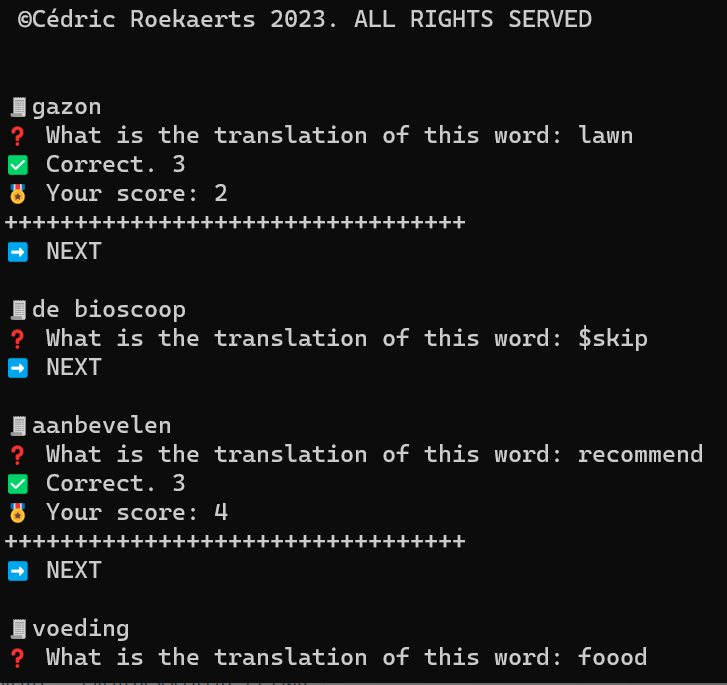 ©Cédric Roekaerts 2023. ALL RIGHTS SERVED
gazon
What is the translation of this word: lawn
Correct. 3
Your score: 2
+++++++++++++++++++++++++++++++++
NEXT
de bioscoop
What is the translation of this word: $skip
NEXT
aanbevelen
What is the translation of this word: recommend
Correct. 3
Your score: 4
+++++++++++++++++++++++++++++++++
NEXT
voeding
What is the translation of this word: foood